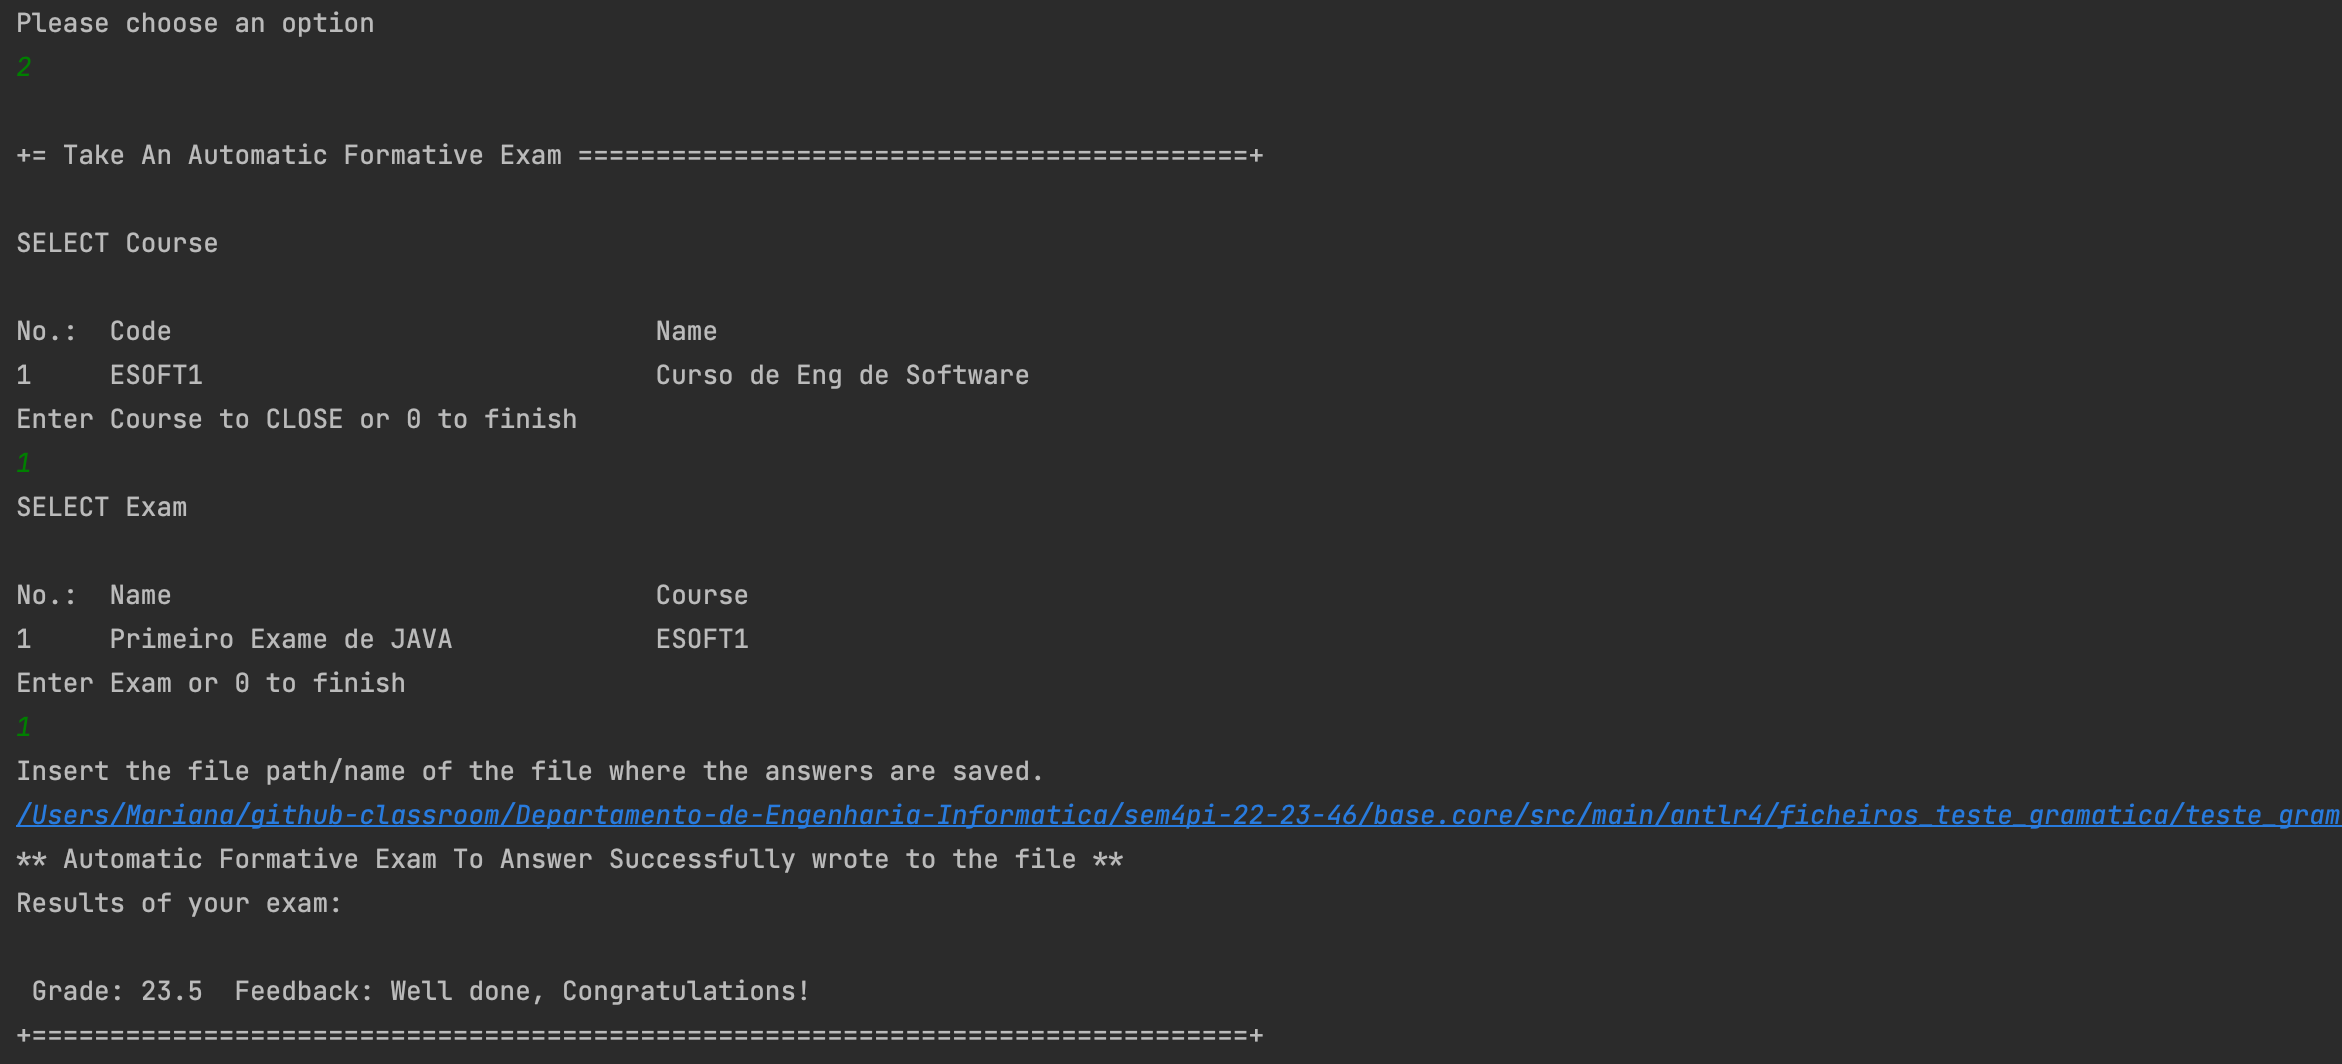 Please choose an option
2
+= Take An Automatic Formative Exam ===========================================+
SELECT Course
No.:  Code                               Name
1     ESOFT1                             Curso de Eng de Software
Enter Course to CLOSE or 0 to finish
1
SELECT Exam
No.:  Name                               Course
1     Primeiro Exame de JAVA             ESOFT1
Enter Exam or 0 to finish
1
Insert the file path/name of the file where the answers are saved.
/Users/Mariana/github-classroom/Departamento-de-Engenharia-Informatica/sem4pi-22-23-46/base.core/src/main/antlr4/ficheiros_teste_gramatica/teste_gram
** Automatic Formative Exam To Answer Successfully wrote to the file **
Results of your exam:
 Grade: 23.5  Feedback: Well done, Congratulations!
+==============================================================================+